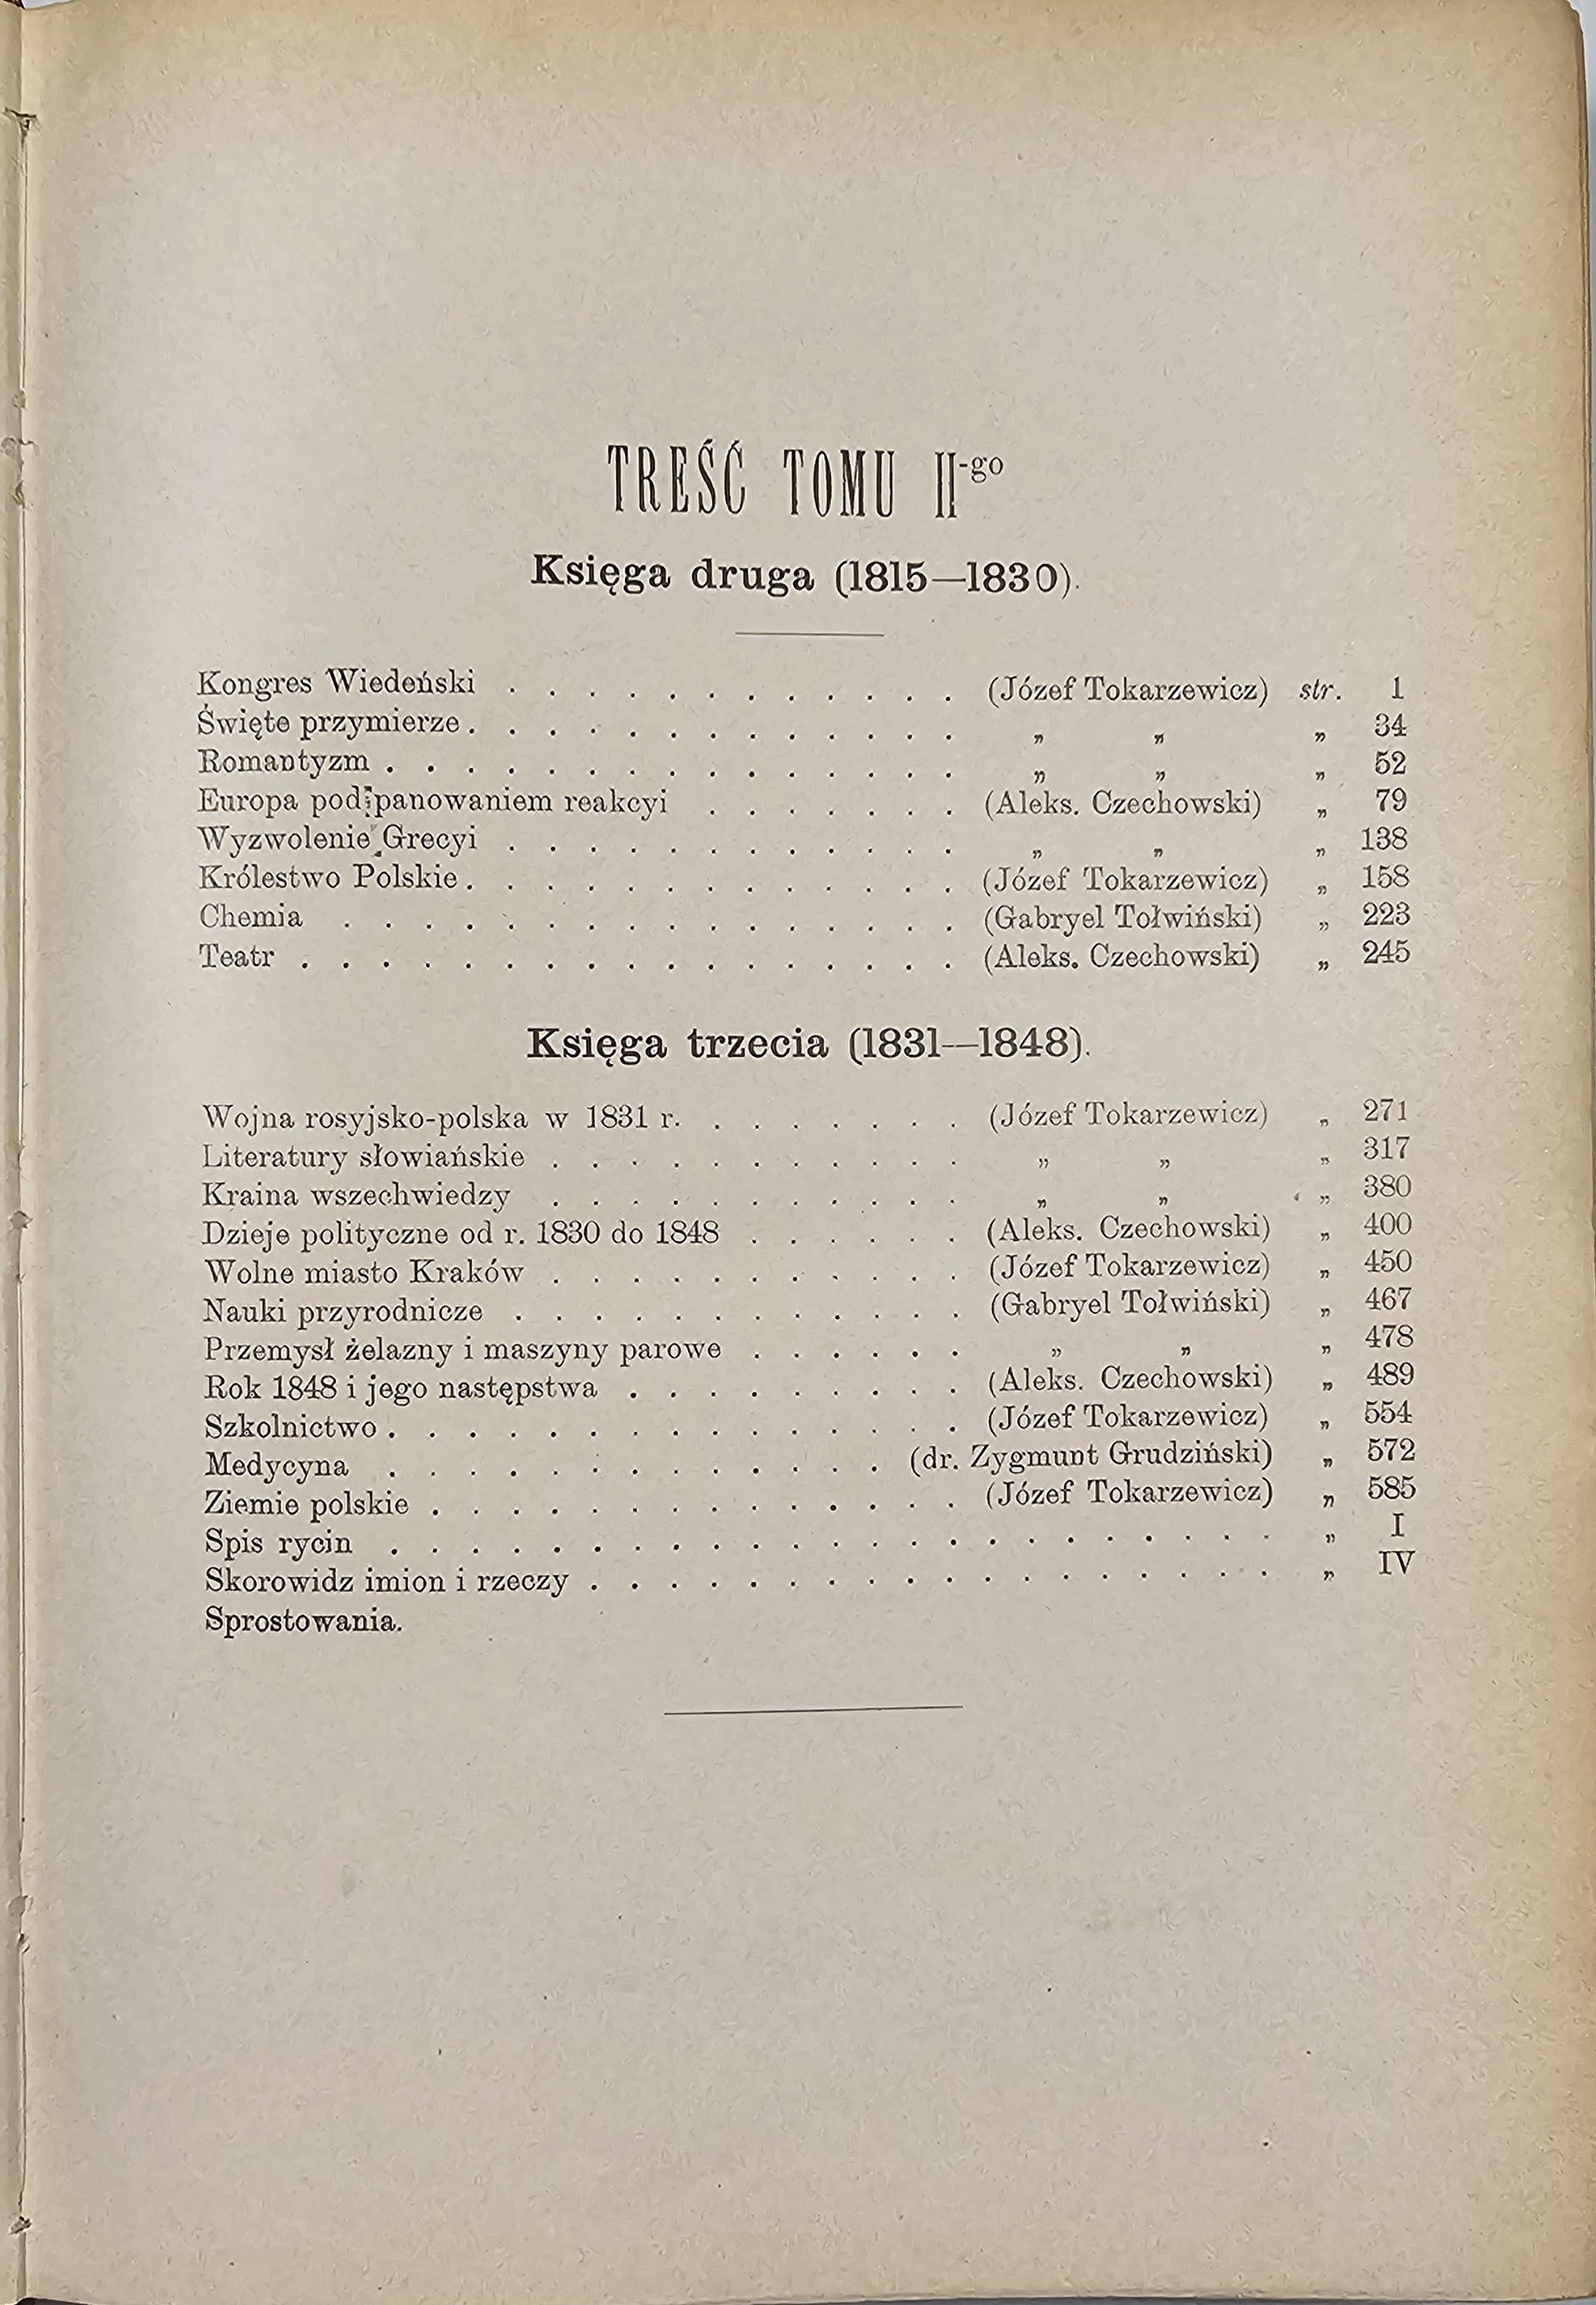 TREŚĆ TOMU II-go
Księga druga (1815—1830).
Kongres Wiedeński . . . . . . . . . . . . (Józef Tokarzewicz) str. 1
Święte przymierze . . . . . . . . . . . . . „ „ „ 34
Romantyzm . . . . . . . . . . . . . . . „ „ „ 52
Europa pod panowaniem reakcyi . . . . . . . (Aleks. Czechowski) „ 79
Wyzwolenie Grecyi . . . . . . . . . . . . „ „ „ 138
Królestwo Polskie . . . . . . . . . . . . . (Józef Tokarzewicz) „ 158
Chemia . . . . . . . . . . . . . . . . (Gabryel Tołwiński) „ 223
Teatr . . . . . . . . . . . . . . . . . (Aleks. Czechowski) „ 245
Księga trzecia (1831—1848).
Wojna rosyjsko-polska w 1831 r. . . . . . . . (Józef Tokarzewicz) „ 271
Literatury słowiańskie . . . . . . . . . . . „ „ „ 317
Kraina wszechwiedzy . . . . . . . . . . . „ „ „ 380
Dzieje polityczne od r. 1830 do 1848 . . . . . . (Aleks. Czechowski) „ 400
Wolne miasto Kraków . . . . . . . . . . . (Józef Tokarzewicz) „ 450
Nauki przyrodnicze . . . . . . . . . . . . (Gabryel Tołwiński) „ 467
Przemysł żelazny i maszyny parowe . . . . . . „ „ „ 478
Rok 1848 i jego następstwa . . . . . . . . . (Aleks. Czechowski) „ 489
Szkolnictwo . . . . . . . . . . . . . . . (Józef Tokarzewicz) „ 554
Medycyna . . . . . . . . . . . . . (dr. Zygmunt Grudziński) „ 572
Ziemie polskie . . . . . . . . . . . . . . (Józef Tokarzewicz) „ 585
Spis rycin . . . . . . . . . . . . . . . . . . . . . . . „ I
Skorowidz imion i rzeczy . . . . . . . . . . . . . . . . . . „ IV
Sprostowania.